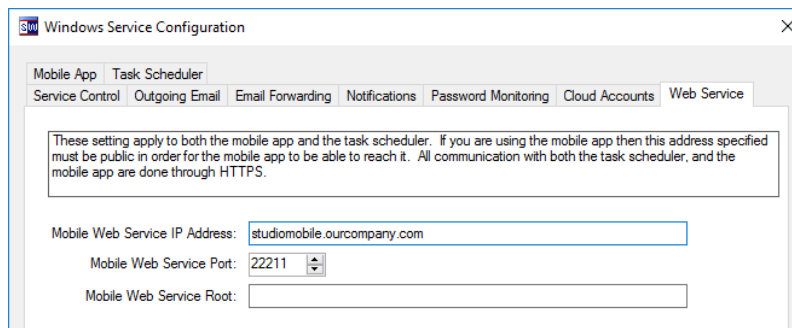 SW Windows Service Configuration
Mobile App Task Scheduler
Service Control Outgoing Email Email Forwarding Notifications Password Monitoring Cloud Accounts Web Service
These setting apply to both the mobile app and the task scheduler. If you are using the mobile app then this address specified
must be public in order for the mobile app to be able to reach it. All communication with both the task scheduler, and the
mobile app are done through HTTPS.
Mobile Web Service IP Address: studiomobile.ourcompany.com
Mobile Web Service Port: 22211
Mobile Web Service Root: